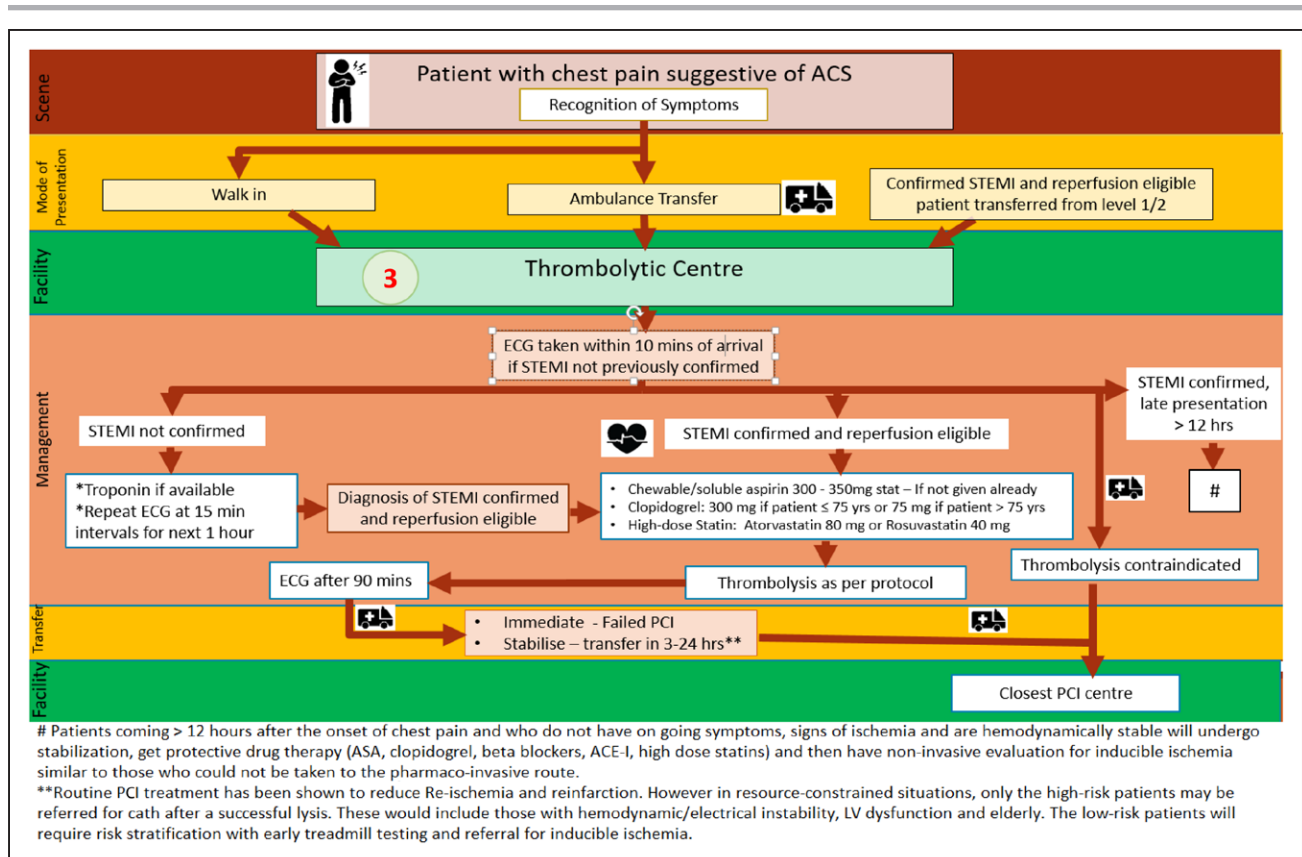 Scene
Patient with chest pain suggestive of ACS
Recognition of Symptoms
Mode of
Presentation
Walk in
Ambulance Transfer
Confirmed STEMI and reperfusion eligible
patient transferred from level 1/2
Facility
3
Thrombolytic Centre
Management
ECG taken within 10 mins of arrival
if STEMI not previously confirmed
STEMI not confirmed
STEMI confirmed and reperfusion eligible
STEMI confirmed,
late presentation
> 12 hrs
*Troponin if available
*Repeat ECG at 15 min
intervals for next 1 hour
Diagnosis of STEMI confirmed
and reperfusion eligible
• Chewable/soluble aspirin 300 - 350mg stat – If not given already
• Clopidogrel: 300 mg if patient ≤ 75 yrs or 75 mg if patient > 75 yrs
• High-dose Statin: Atorvastatin 80 mg or Rosuvastatin 40 mg
#
ECG after 90 mins
Thrombolysis as per protocol
Thrombolysis contraindicated
Transfer
• Immediate - Failed PCI
• Stabilise – transfer in 3-24 hrs**
Facility
Closest PCI centre
# Patients coming > 12 hours after the onset of chest pain and who do not have on going symptoms, signs of ischemia and are hemodynamically stable will undergo
stabilization, get protective drug therapy (ASA, clopidogrel, beta blockers, ACE-I, high dose statins) and then have non-invasive evaluation for inducible ischemia
similar to those who could not be taken to the pharmaco-invasive route.
**Routine PCI treatment has been shown to reduce Re-ischemia and reinfarction. However in resource-constrained situations, only the high-risk patients may be
referred for cath after a successful lysis. These would include those with hemodynamic/electrical instability, LV dysfunction and elderly. The low-risk patients will
require risk stratification with early treadmill testing and referral for inducible ischemia.